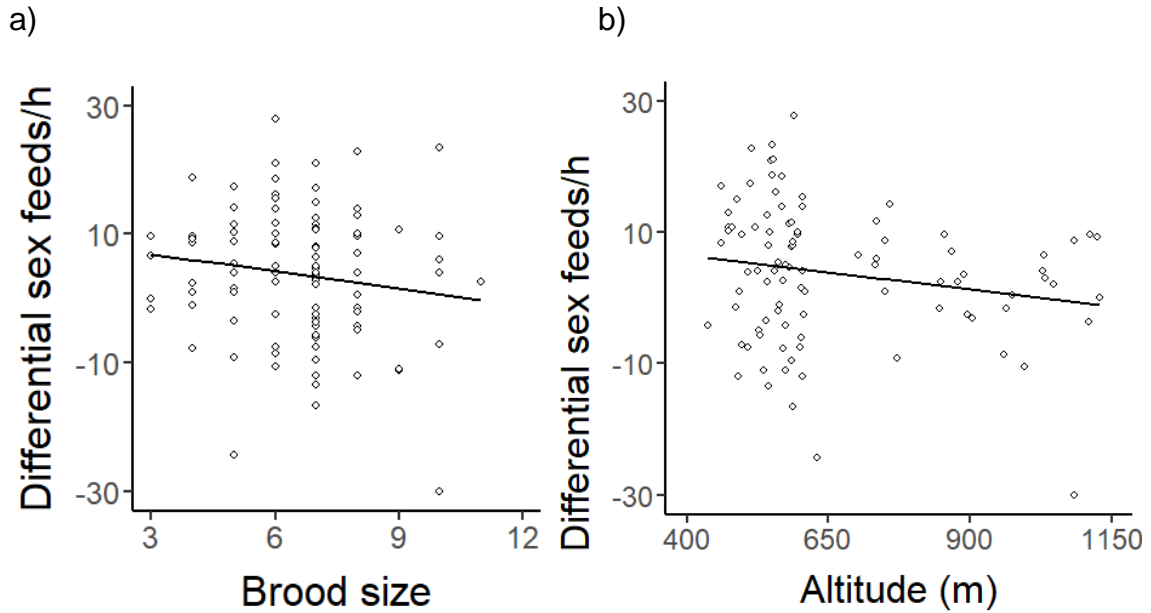 a)
Differential sex feeds/h
30
10
-10
-30
3
6
9
12
Brood size
b)
Differential sex feeds/h
30
10
-10
-30
400
650
900
1150
Altitude (m)